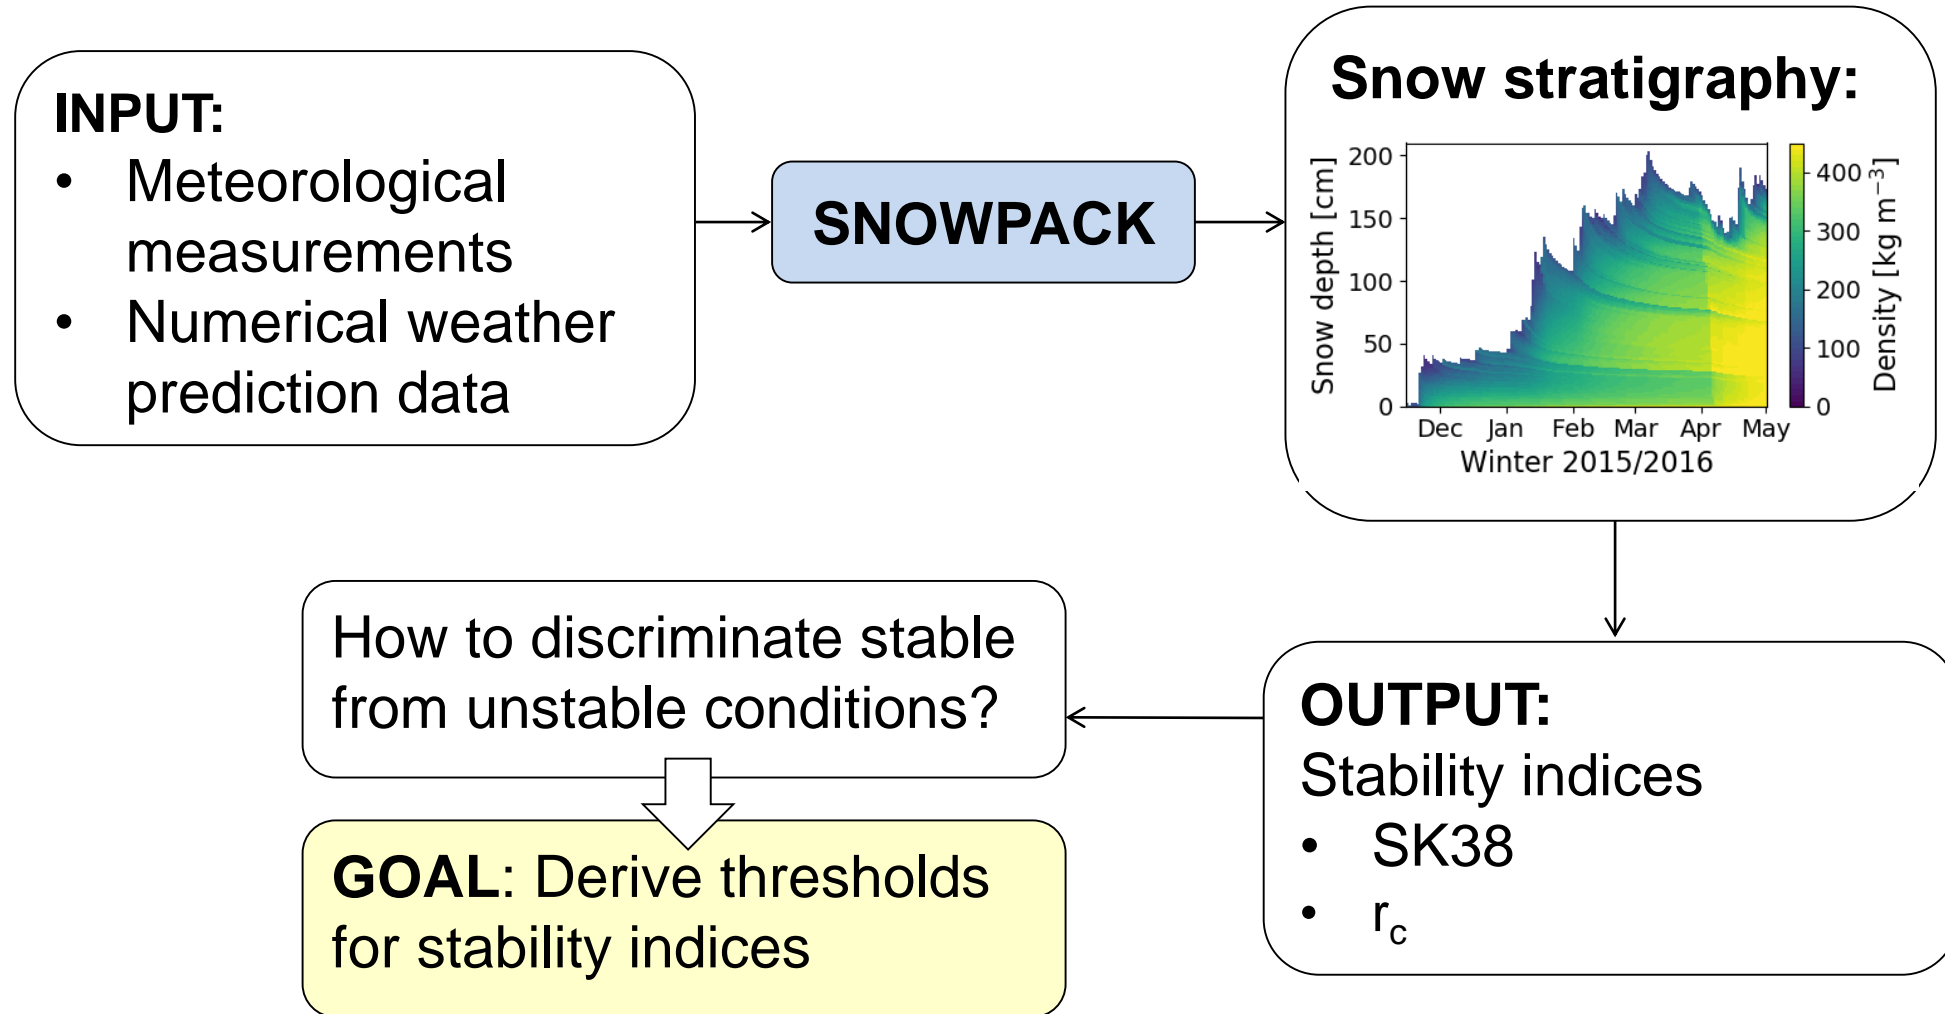 INPUT:
• Meteorological
measurements
• Numerical weather
prediction data
SNOWPACK
Snow stratigraphy:
Snow depth [cm]
200
150
100
50
0
Dec Jan Feb Mar Apr May
Winter 2015/2016
400
300
200
100
0
Density [kg m⁻³]
OUTPUT:
Stability indices
• SK38
• r_c
How to discriminate stable
from unstable conditions?
GOAL: Derive thresholds
for stability indices